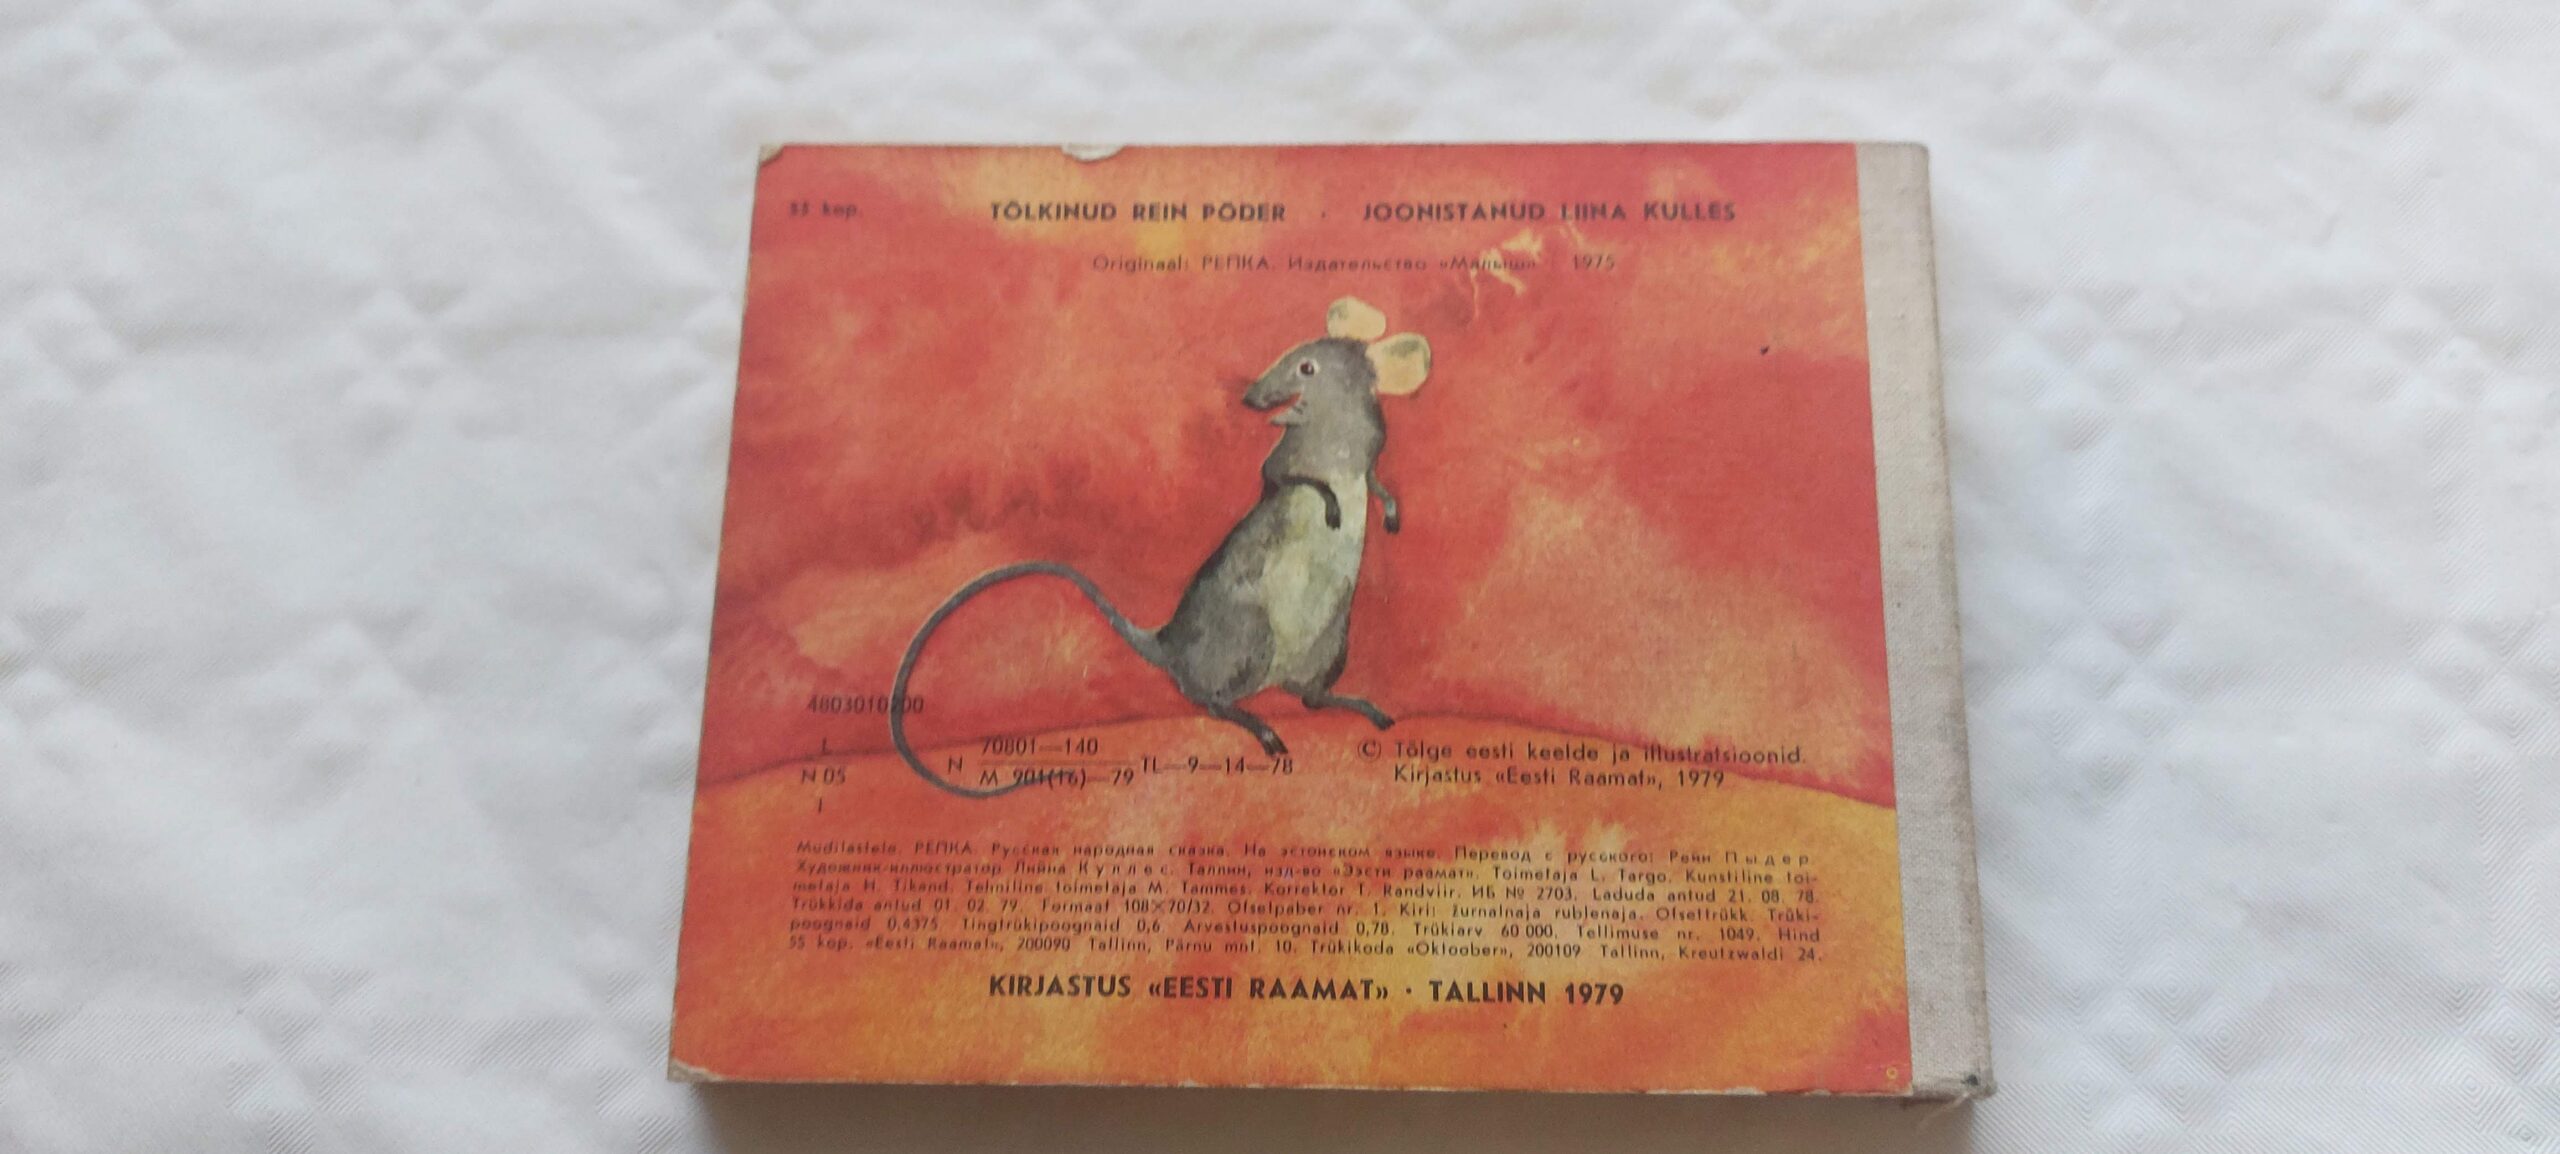 55 kop.
TÕLKINUD REIN PÕDER · JOONISTANUD LIINA KULLES
Originaal: РЕПКА. Издательство «Малыш» 1975
4803010200
L
N 05
I
N 70801—140
M 901(16)—79 TL—9—14—78
© Tõlge eesti keelde ja illustratsioonid.
Kirjastus «Eesti Raamat», 1979
Mudilastele. РЕПКА. Русская народная сказка. На эстонском языке. Перевод с русского: Рейн Пыдер.
Художник-иллюстратор Лийна Куллес. Таллин, изд-во «Ээсти раамат». Toimetaja L. Targo. Kunstiline toi-
metaja H. Tikand. Tehniline toimetaja M. Tammes. Korrektor T. Randviir. ИБ № 2703. Laduda antud 21. 08. 78.
Trükkida antud 01. 02. 79. Formaat 108×70/32. Ofsetpaber nr. 1. Kiri: žurnalnaja rublenaja. Ofsettrükk. Trüki-
poognaid 0,4375. Tingtrükipoognaid 0,6. Arvestuspoognaid 0,78. Trükiarv 60 000. Tellimuse nr. 1049. Hind
55 kop. «Eesti Raamat», 200090 Tallinn, Pärnu mnt. 10. Trükikoda «Oktoober», 200109 Tallinn, Kreutzwaldi 24.
KIRJASTUS «EESTI RAAMAT» · TALLINN 1979